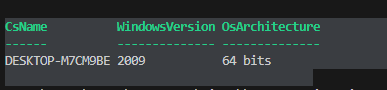 CsName WindowsVersion OsArchitecture
------ -------------- --------------
DESKTOP-M7CM9BE 2009 64 bits